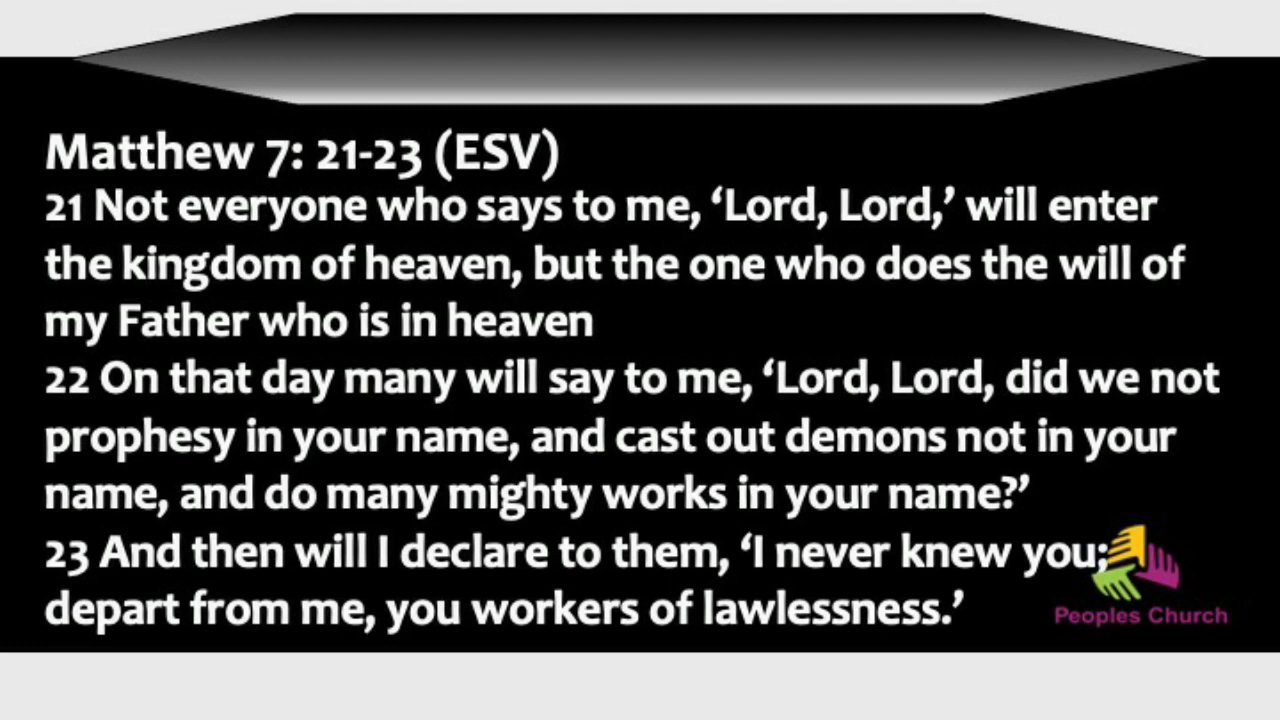 Matthew 7: 21-23 (ESV)
21 Not everyone who says to me, ‘Lord, Lord,’ will enter
the kingdom of heaven, but the one who does the will of
my Father who is in heaven
22 On that day many will say to me, ‘Lord, Lord, did we not
prophesy in your name, and cast out demons not in your
name, and do many mighty works in your name?’
23 And then will I declare to them, ‘I never knew you;
depart from me, you workers of lawlessness.’
Peoples Church